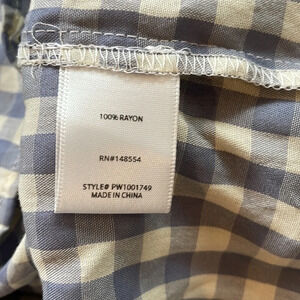 100% RAYON
RN#148554
STYLE# PW1001749
MADE IN CHINA